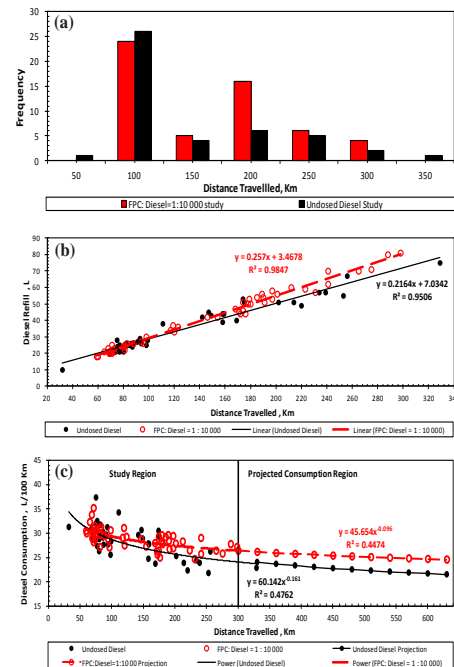 (a)
Frequency
30
25
20
15
10
5
0
50 100 150 200 250 300 350
Distance Travellled, Km
FPC: Diesel=1:10 000 study Undosed Diesel Study
(b)
Diesel Refill , L
90
80
70
60
50
40
30
20
10
0
y = 0.257x + 3.4678
R² = 0.9847
y = 0.2164x + 7.0342
R² = 0.9506
20 40 60 80 100 120 140 160 180 200 220 240 260 280 300 320 34
Distance Travelled , Km
Undosed Diesel FPC: Diesel = 1 : 10 000 Linear (Undosed Diesel) Linear (FPC: Diesel = 1 : 10 000)
(c)
Study Region Projected Consumption Region
Diesel Consumption , L/100 Km
45
40
35
30
25
20
15
y = 45.654x^-0.096
R² = 0.4474
y = 60.142x^-0.161
R² = 0.4762
0 50 100 150 200 250 300 350 400 450 500 550 600
Distance Travelled , Km
Undosed Diesel FPC: Diesel = 1 : 10 000 Undosed Diesel Projection
*FPC:Diesel=1:1000 Projection Power (Undosed Diesel) Power (FPC: Diesel = 1 : 10 000)